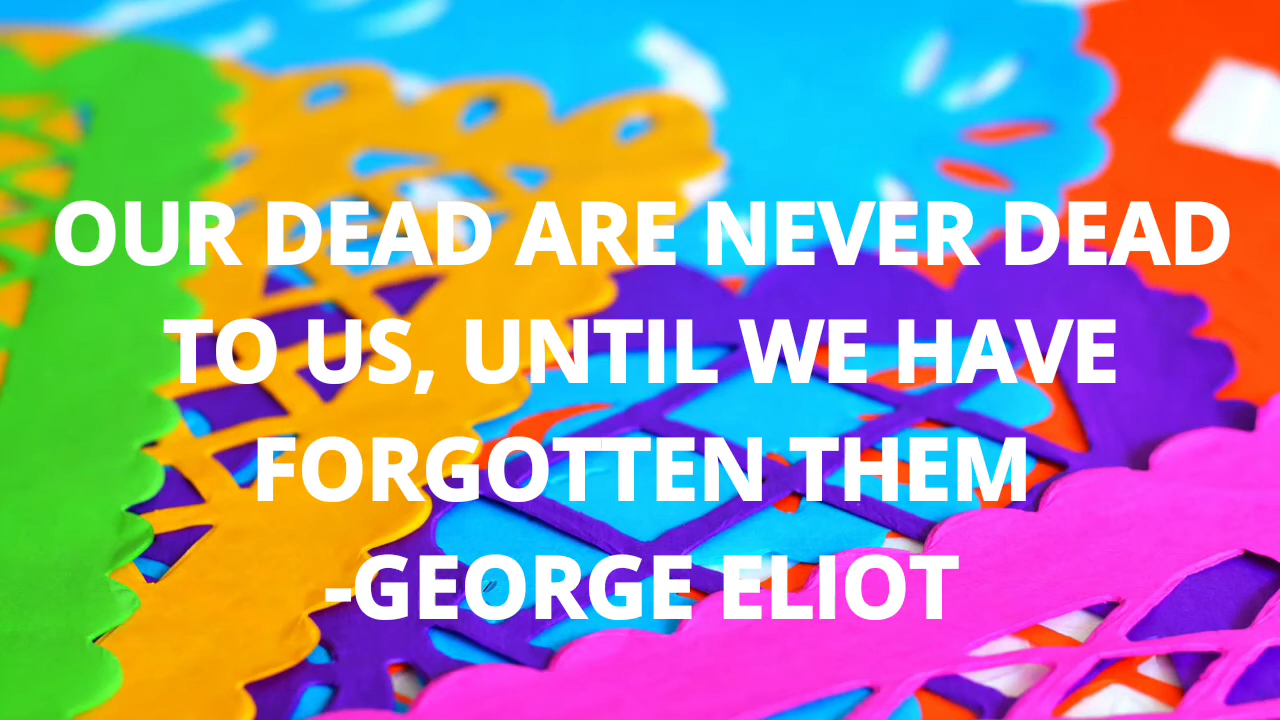 OUR DEAD ARE NEVER DEAD
TO US, UNTIL WE HAVE
FORGOTTEN THEM
-GEORGE ELIOT